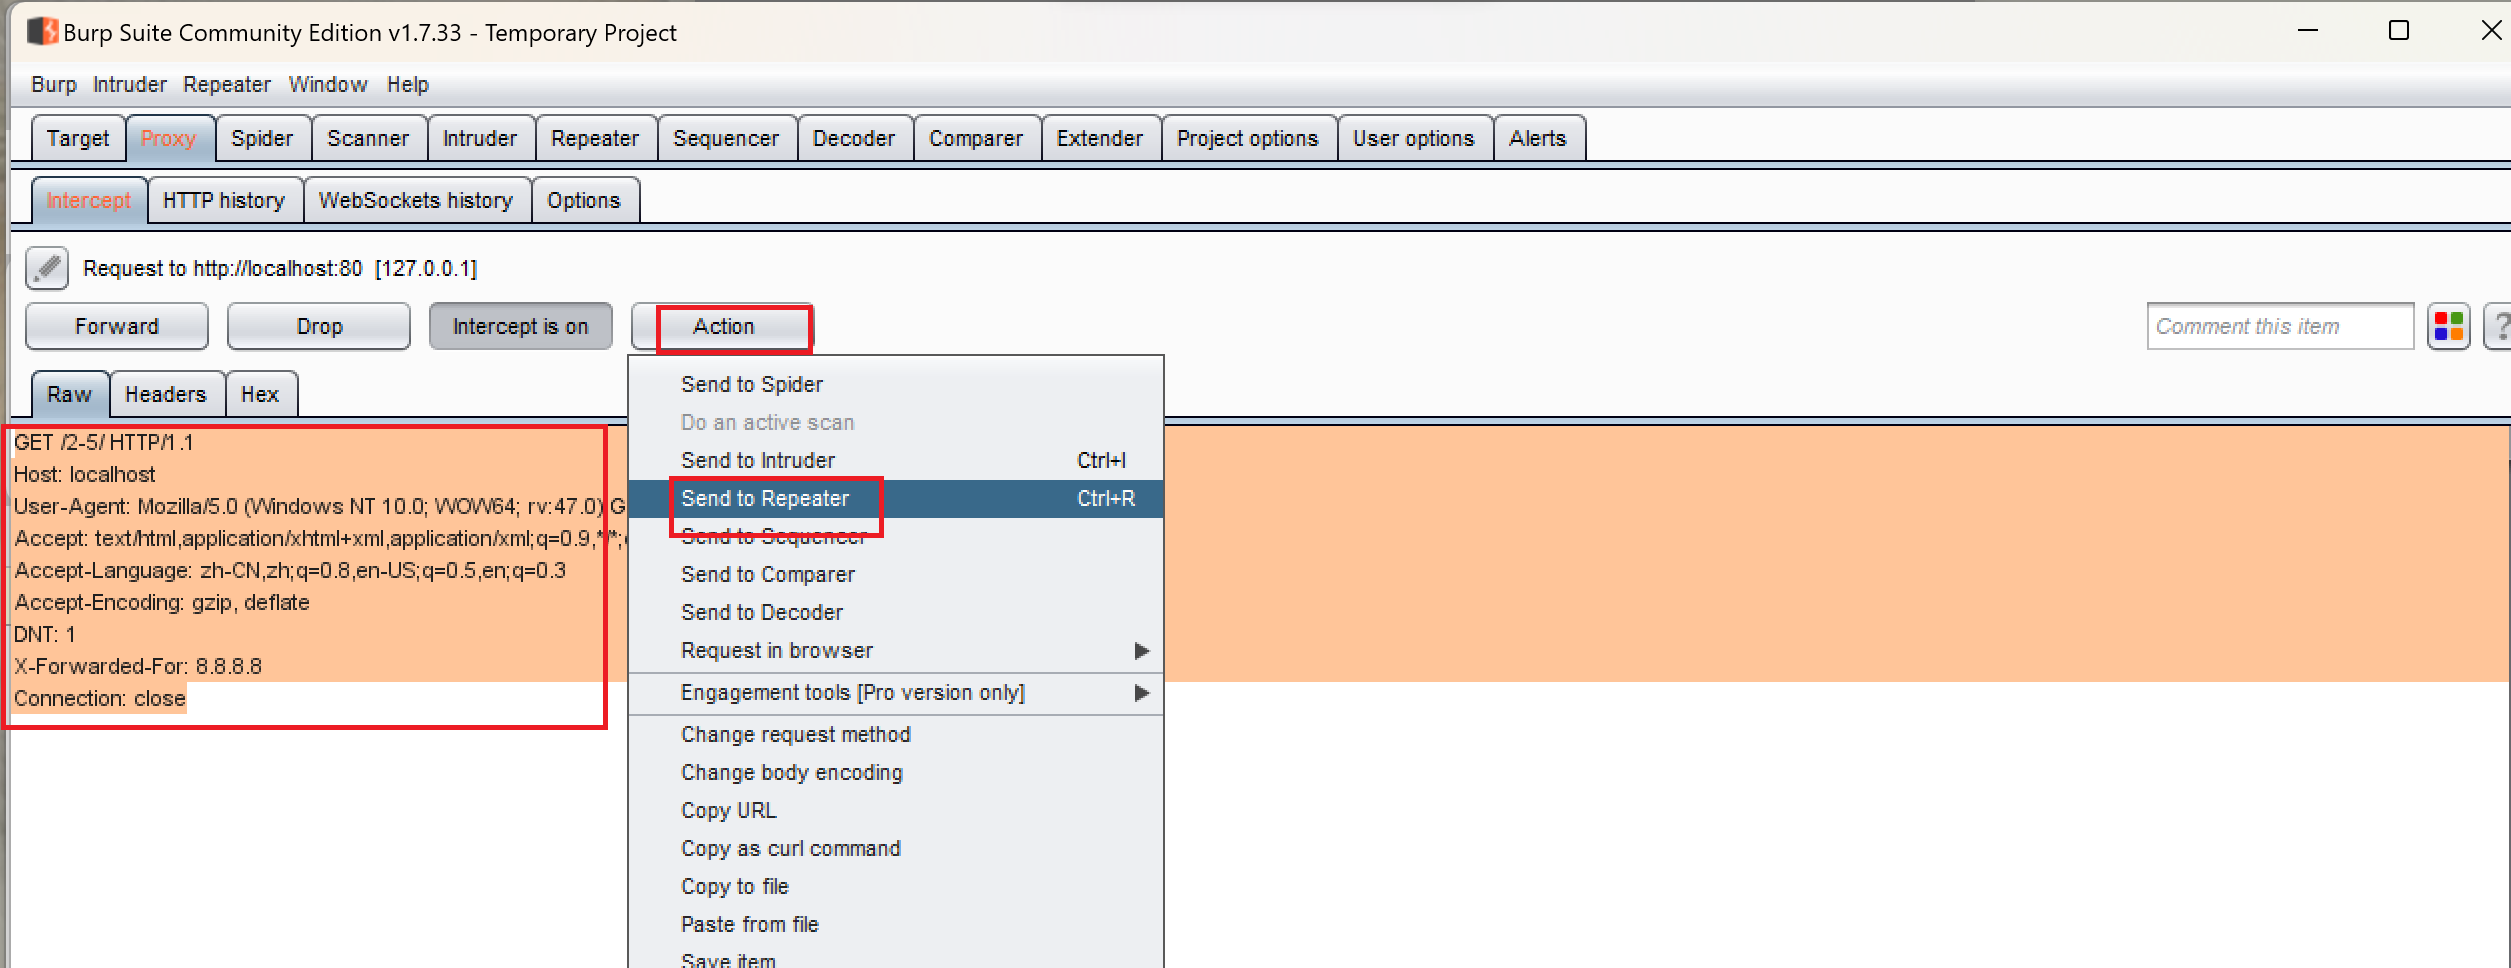 Burp Suite Community Edition v1.7.33 - Temporary Project
Burp Intruder Repeater Window Help
Target Proxy Spider Scanner Intruder Repeater Sequencer Decoder Comparer Extender Project options User options Alerts
Intercept HTTP history WebSockets history Options
Request to http://localhost:80 [127.0.0.1]
Forward Drop Intercept is on Action Comment this item ?
Raw Headers Hex
GET /2-5/ HTTP/1.1
Host: localhost
User-Agent: Mozilla/5.0 (Windows NT 10.0; WOW64; rv:47.0) G
Accept: text/html,application/xhtml+xml,application/xml;q=0.9,*/*;
Accept-Language: zh-CN,zh;q=0.8,en-US;q=0.5,en;q=0.3
Accept-Encoding: gzip, deflate
DNT: 1
X-Forwarded-For: 8.8.8.8
Connection: close
Send to Spider
Do an active scan
Send to Intruder Ctrl+I
Send to Repeater Ctrl+R
Send to Sequencer
Send to Comparer
Send to Decoder
Request in browser
Engagement tools [Pro version only]
Change request method
Change body encoding
Copy URL
Copy as curl command
Copy to file
Paste from file
Save item